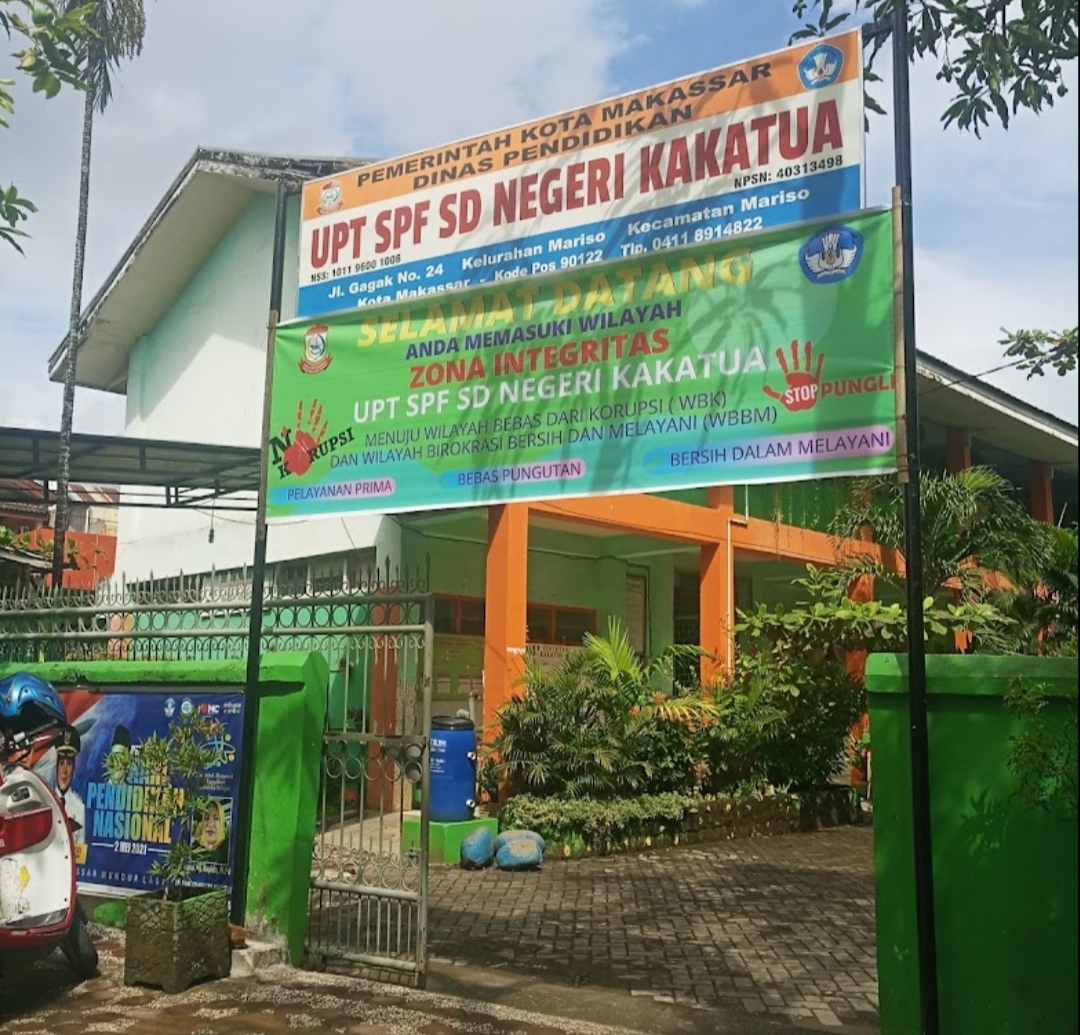 PEMERINTAH KOTA MAKASSAR
DINAS PENDIDIKAN
UPT SPF SD NEGERI KAKATUA
NSS: 1011 9600 1006
NPSN: 40313498
Jl. Gagak No. 24 Kelurahan Mariso Kecamatan Mariso
Kota Makassar - Kode Pos 90122 Tlp. 0411 8914822
SELAMAT DATANG
ANDA MEMASUKI WILAYAH
ZONA INTEGRITAS
UPT SPF SD NEGERI KAKATUA
STOP PUNGLI
NO KORUPSI
MENUJU WILAYAH BEBAS DARI KORUPSI ( WBK)
DAN WILAYAH BIROKRASI BERSIH DAN MELAYANI (WBBM)
PELAYANAN PRIMA
BEBAS PUNGUTAN
BERSIH DALAM MELAYANI
HARI
PENDIDIKAN
NASIONAL
2 MEI 2021